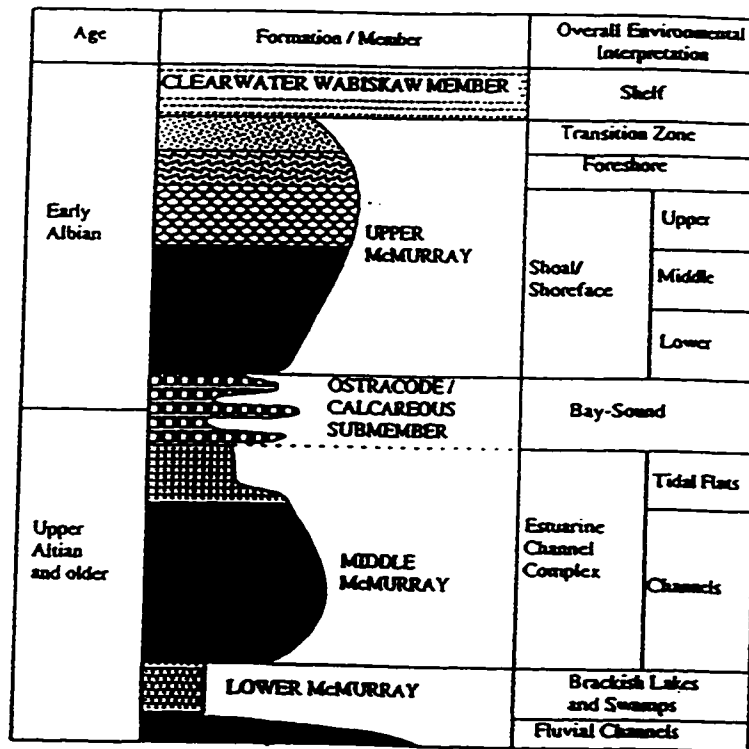 Age
Formation / Member
Overall Environmental
Interpretation
CLEARWATER WABISKAW MEMBER
Shelf
Transition Zone
Foreshore
Early
Albian
UPPER
McMURRAY
Shoal/
Shoreface
Upper
Middle
Lower
OSTRACODE /
CALCAREOUS
SUBMEMBER
Bay-Sound
Upper
Altian
and older
MIDDLE
McMURRAY
Estuarine
Channel
Complex
Tidal Flats
Channels
LOWER McMURRAY
Brackish Lakes
and Swamps
Fluvial Channels